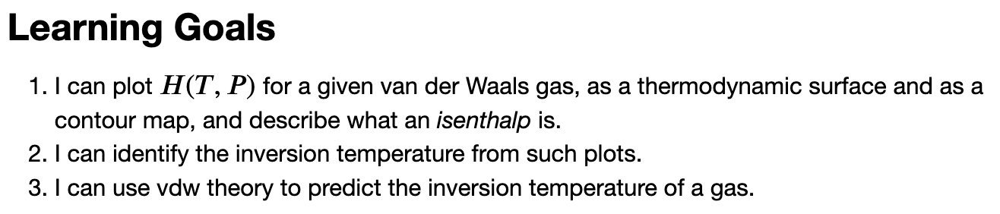 Learning Goals
1. I can plot H(T, P) for a given van der Waals gas, as a thermodynamic surface and as a
contour map, and describe what an isenthalp is.
2. I can identify the inversion temperature from such plots.
3. I can use vdw theory to predict the inversion temperature of a gas.